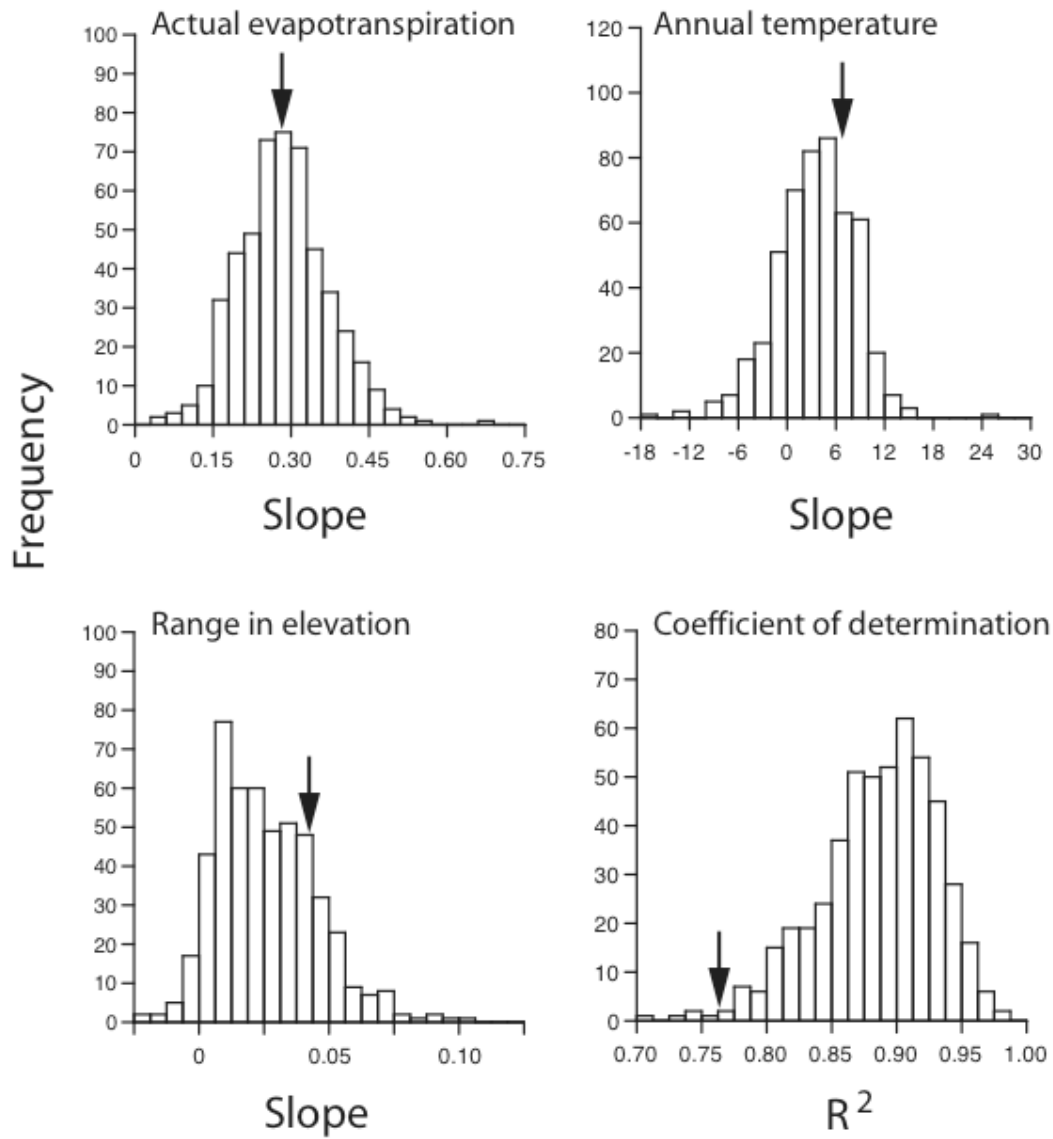 Actual evapotranspiration
100
90
80
70
60
50
40
30
20
10
0
0 0.15 0.30 0.45 0.60 0.75
Slope
Annual temperature
120
100
80
60
40
20
0
-18 -12 -6 0 6 12 18 24 30
Slope
Frequency
Range in elevation
100
90
80
70
60
50
40
30
20
10
0
0 0.05 0.10
Slope
Coefficient of determination
80
70
60
50
40
30
20
10
0
0.70 0.75 0.80 0.85 0.90 0.95 1.00
R²